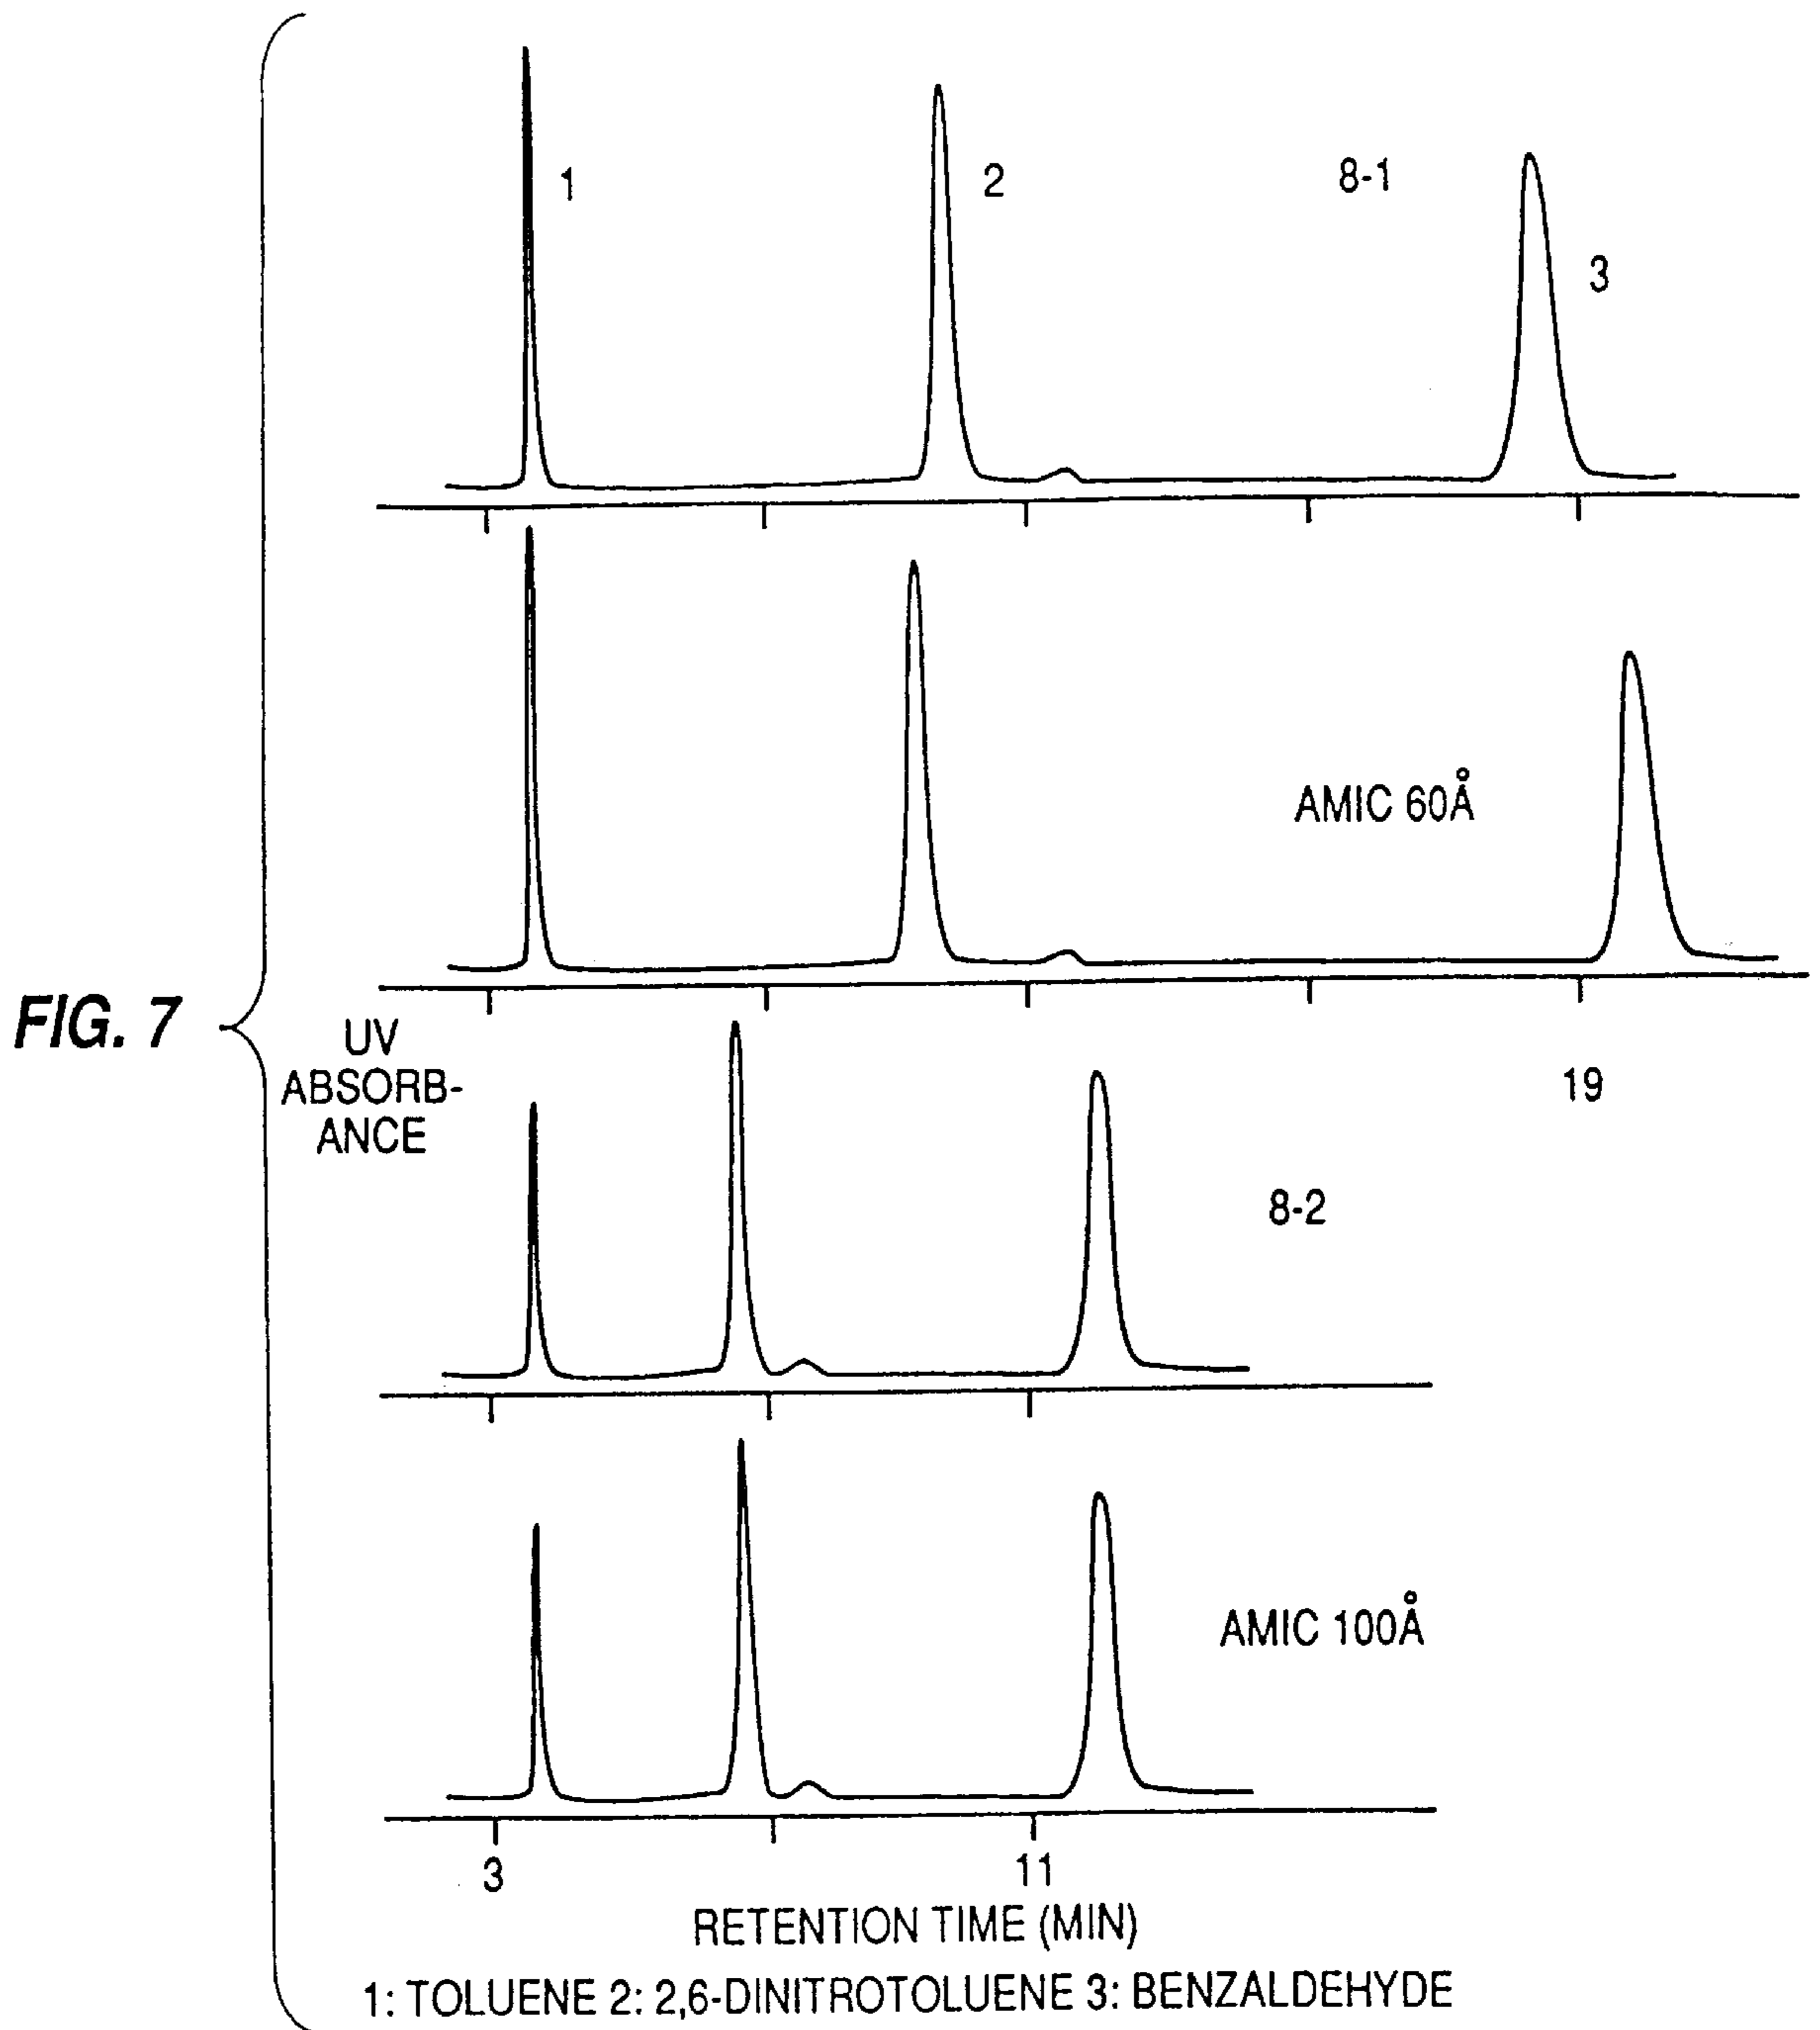 1
2
8-1
3
AMIC 60Å
FIG. 7
UV
ABSORB-
ANCE
19
8-2
AMIC 100Å
3
11
RETENTION TIME (MIN)
1: TOLUENE 2: 2,6-DINITROTOLUENE 3: BENZALDEHYDE